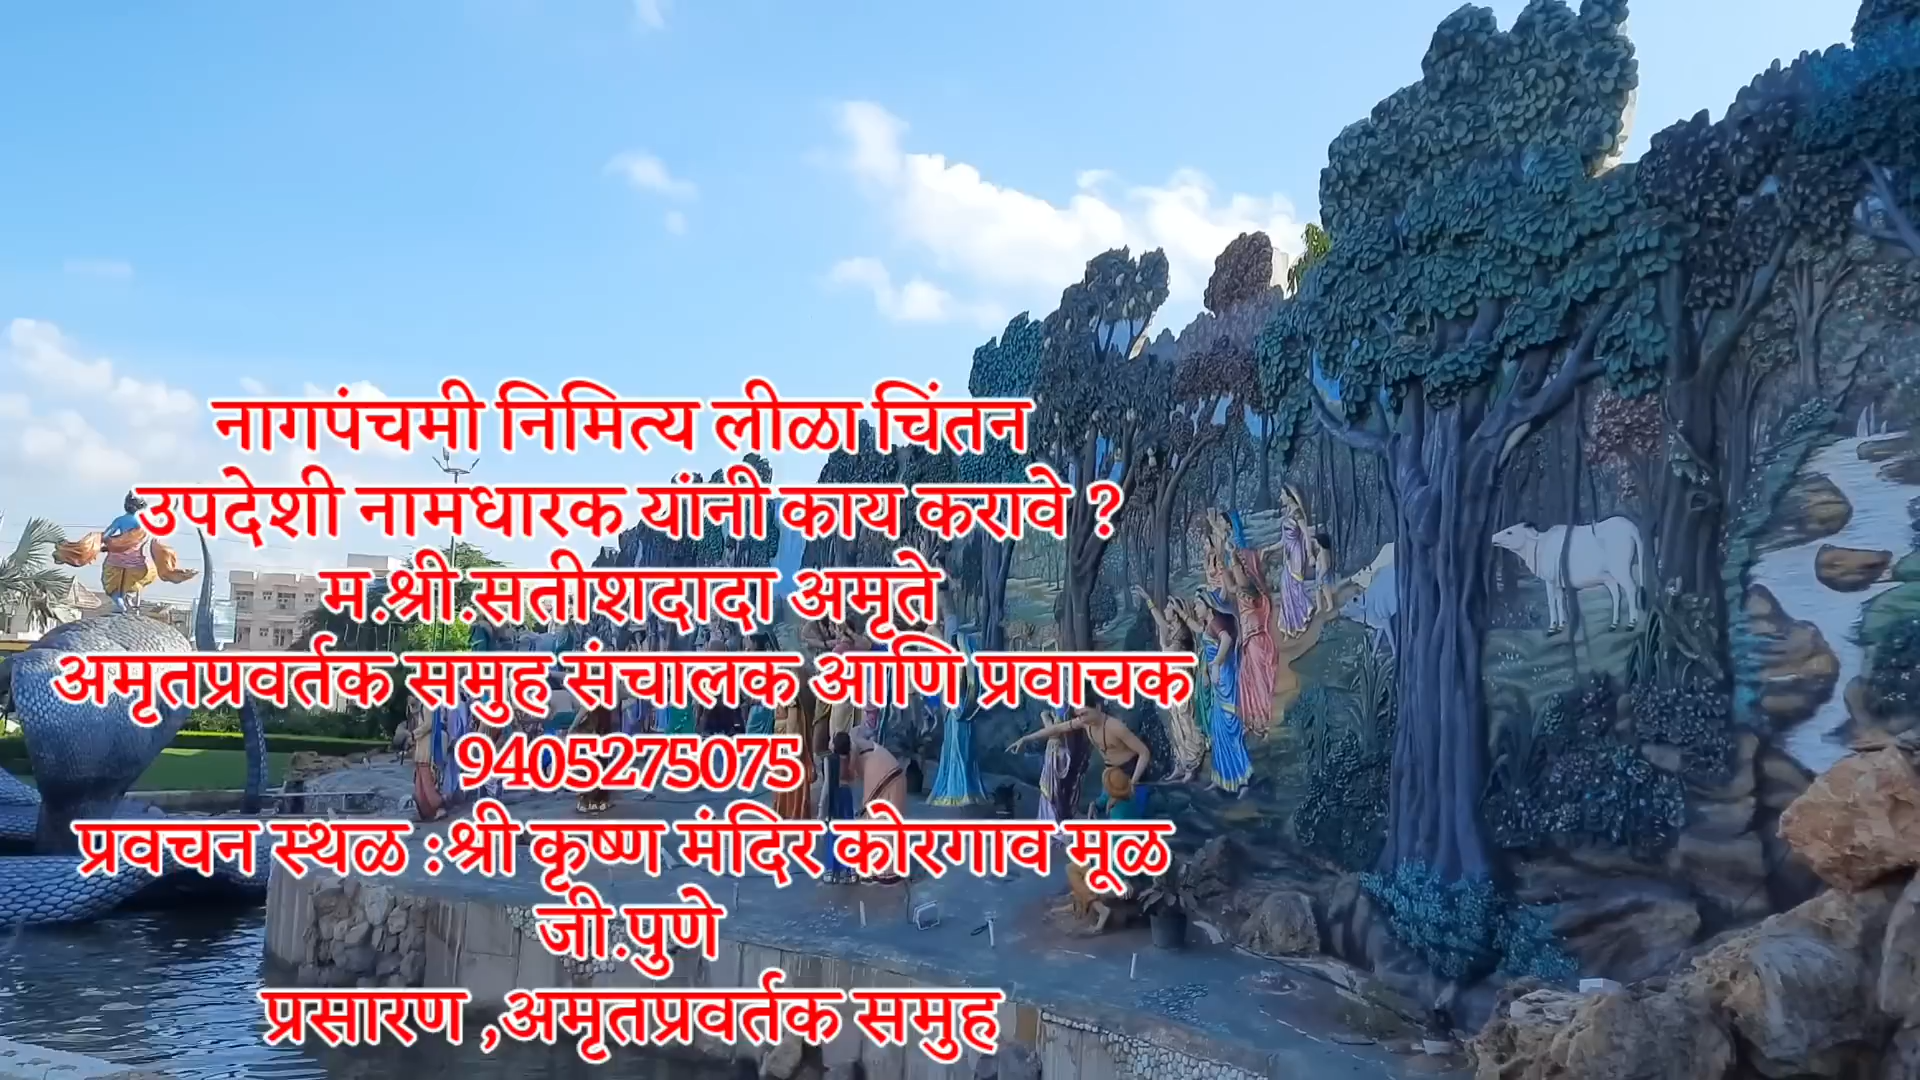 नागपंचमी निमित्य लीळा चिंतन
उपदेशी नामधारक यांनी काय करावे ?
म.श्री.सतीशदादा अमृते
अमृतप्रवर्तक समुह संचालक आणि प्रवाचक
9405275075
प्रवचन स्थळ :श्री कृष्ण मंदिर कोरगाव मूळ
जी.पुणे
प्रसारण ,अमृतप्रवर्तक समुह